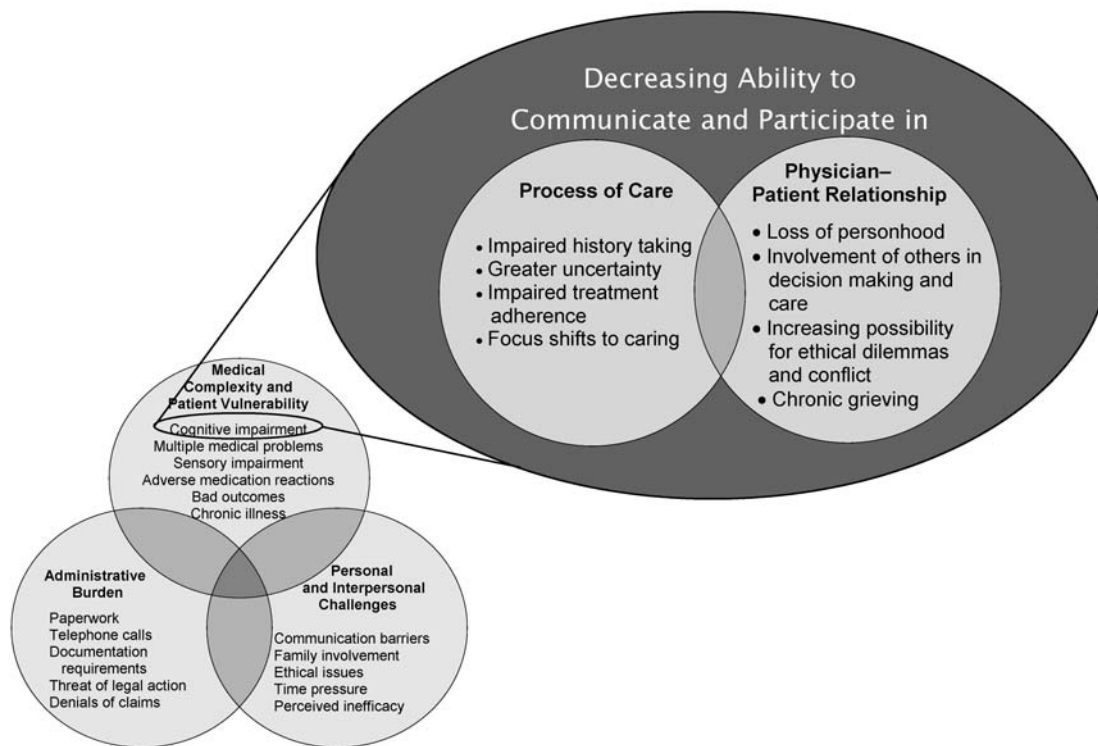 Decreasing Ability to
Communicate and Participate in
Process of Care
• Impaired history taking
• Greater uncertainty
• Impaired treatment
adherence
• Focus shifts to caring
Physician–
Patient Relationship
• Loss of personhood
• Involvement of others in
decision making and
care
• Increasing possibility
for ethical dilemmas
and conflict
• Chronic grieving
Medical
Complexity and
Patient Vulnerability
Cognitive impairment
Multiple medical problems
Sensory impairment
Adverse medication reactions
Bad outcomes
Chronic illness
Administrative
Burden
Paperwork
Telephone calls
Documentation
requirements
Threat of legal action
Denials of claims
Personal
and Interpersonal
Challenges
Communication barriers
Family involvement
Ethical issues
Time pressure
Perceived inefficacy